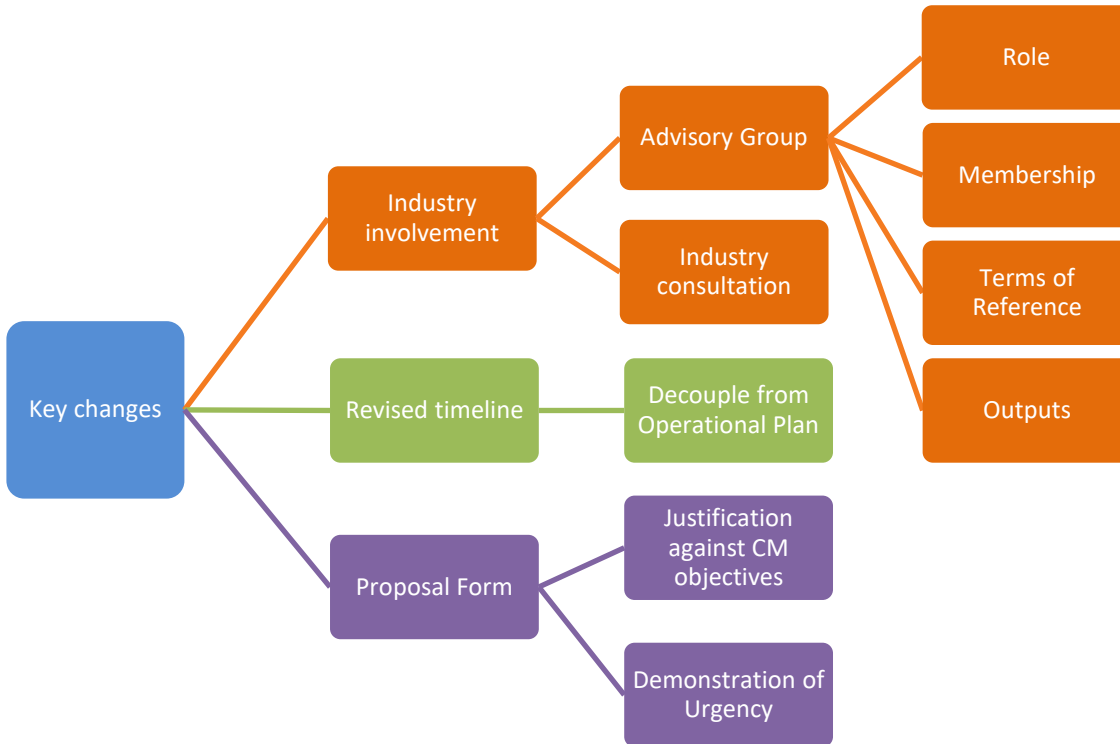 Key changes
Industry
involvement
Advisory Group
Role
Membership
Terms of
Reference
Outputs
Industry
consultation
Revised timeline
Decouple from
Operational Plan
Proposal Form
Justification
against CM
objectives
Demonstration of
Urgency